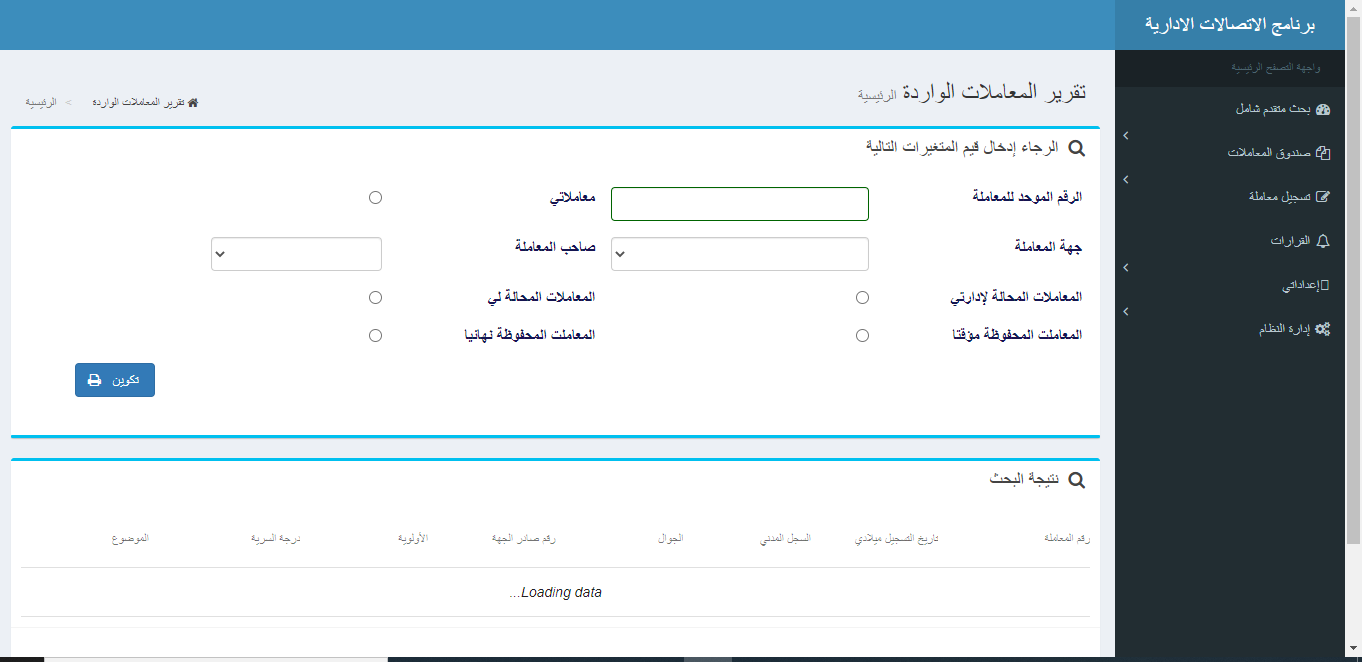 برنامج الاتصالات الادارية
واجهة التصفح الرئيسية
بحث متقدم شامل
صندوق المعاملات
تسجيل معاملة
القرارات
إعداداتي
إدارة النظام
تقرير المعاملات الواردة الرئيسية
تقرير المعاملات الواردة > الرئيسية
الرجاء إدخال قيم المتغيرات التالية
الرقم الموحد للمعاملة معاملاتي
جهة المعاملة صاحب المعاملة
المعاملات المحالة لإدارتي المعاملات المحالة لي
المعاملت المحفوظة مؤقتا المعاملت المحفوظة نهائيا
تكوين
نتيجة البحث
رقم المعاملة تاريخ التسجيل ميلادي السجل المدني الجوال رقم صادر الجهة الأولوية درجة السرية الموضوع
Loading data...